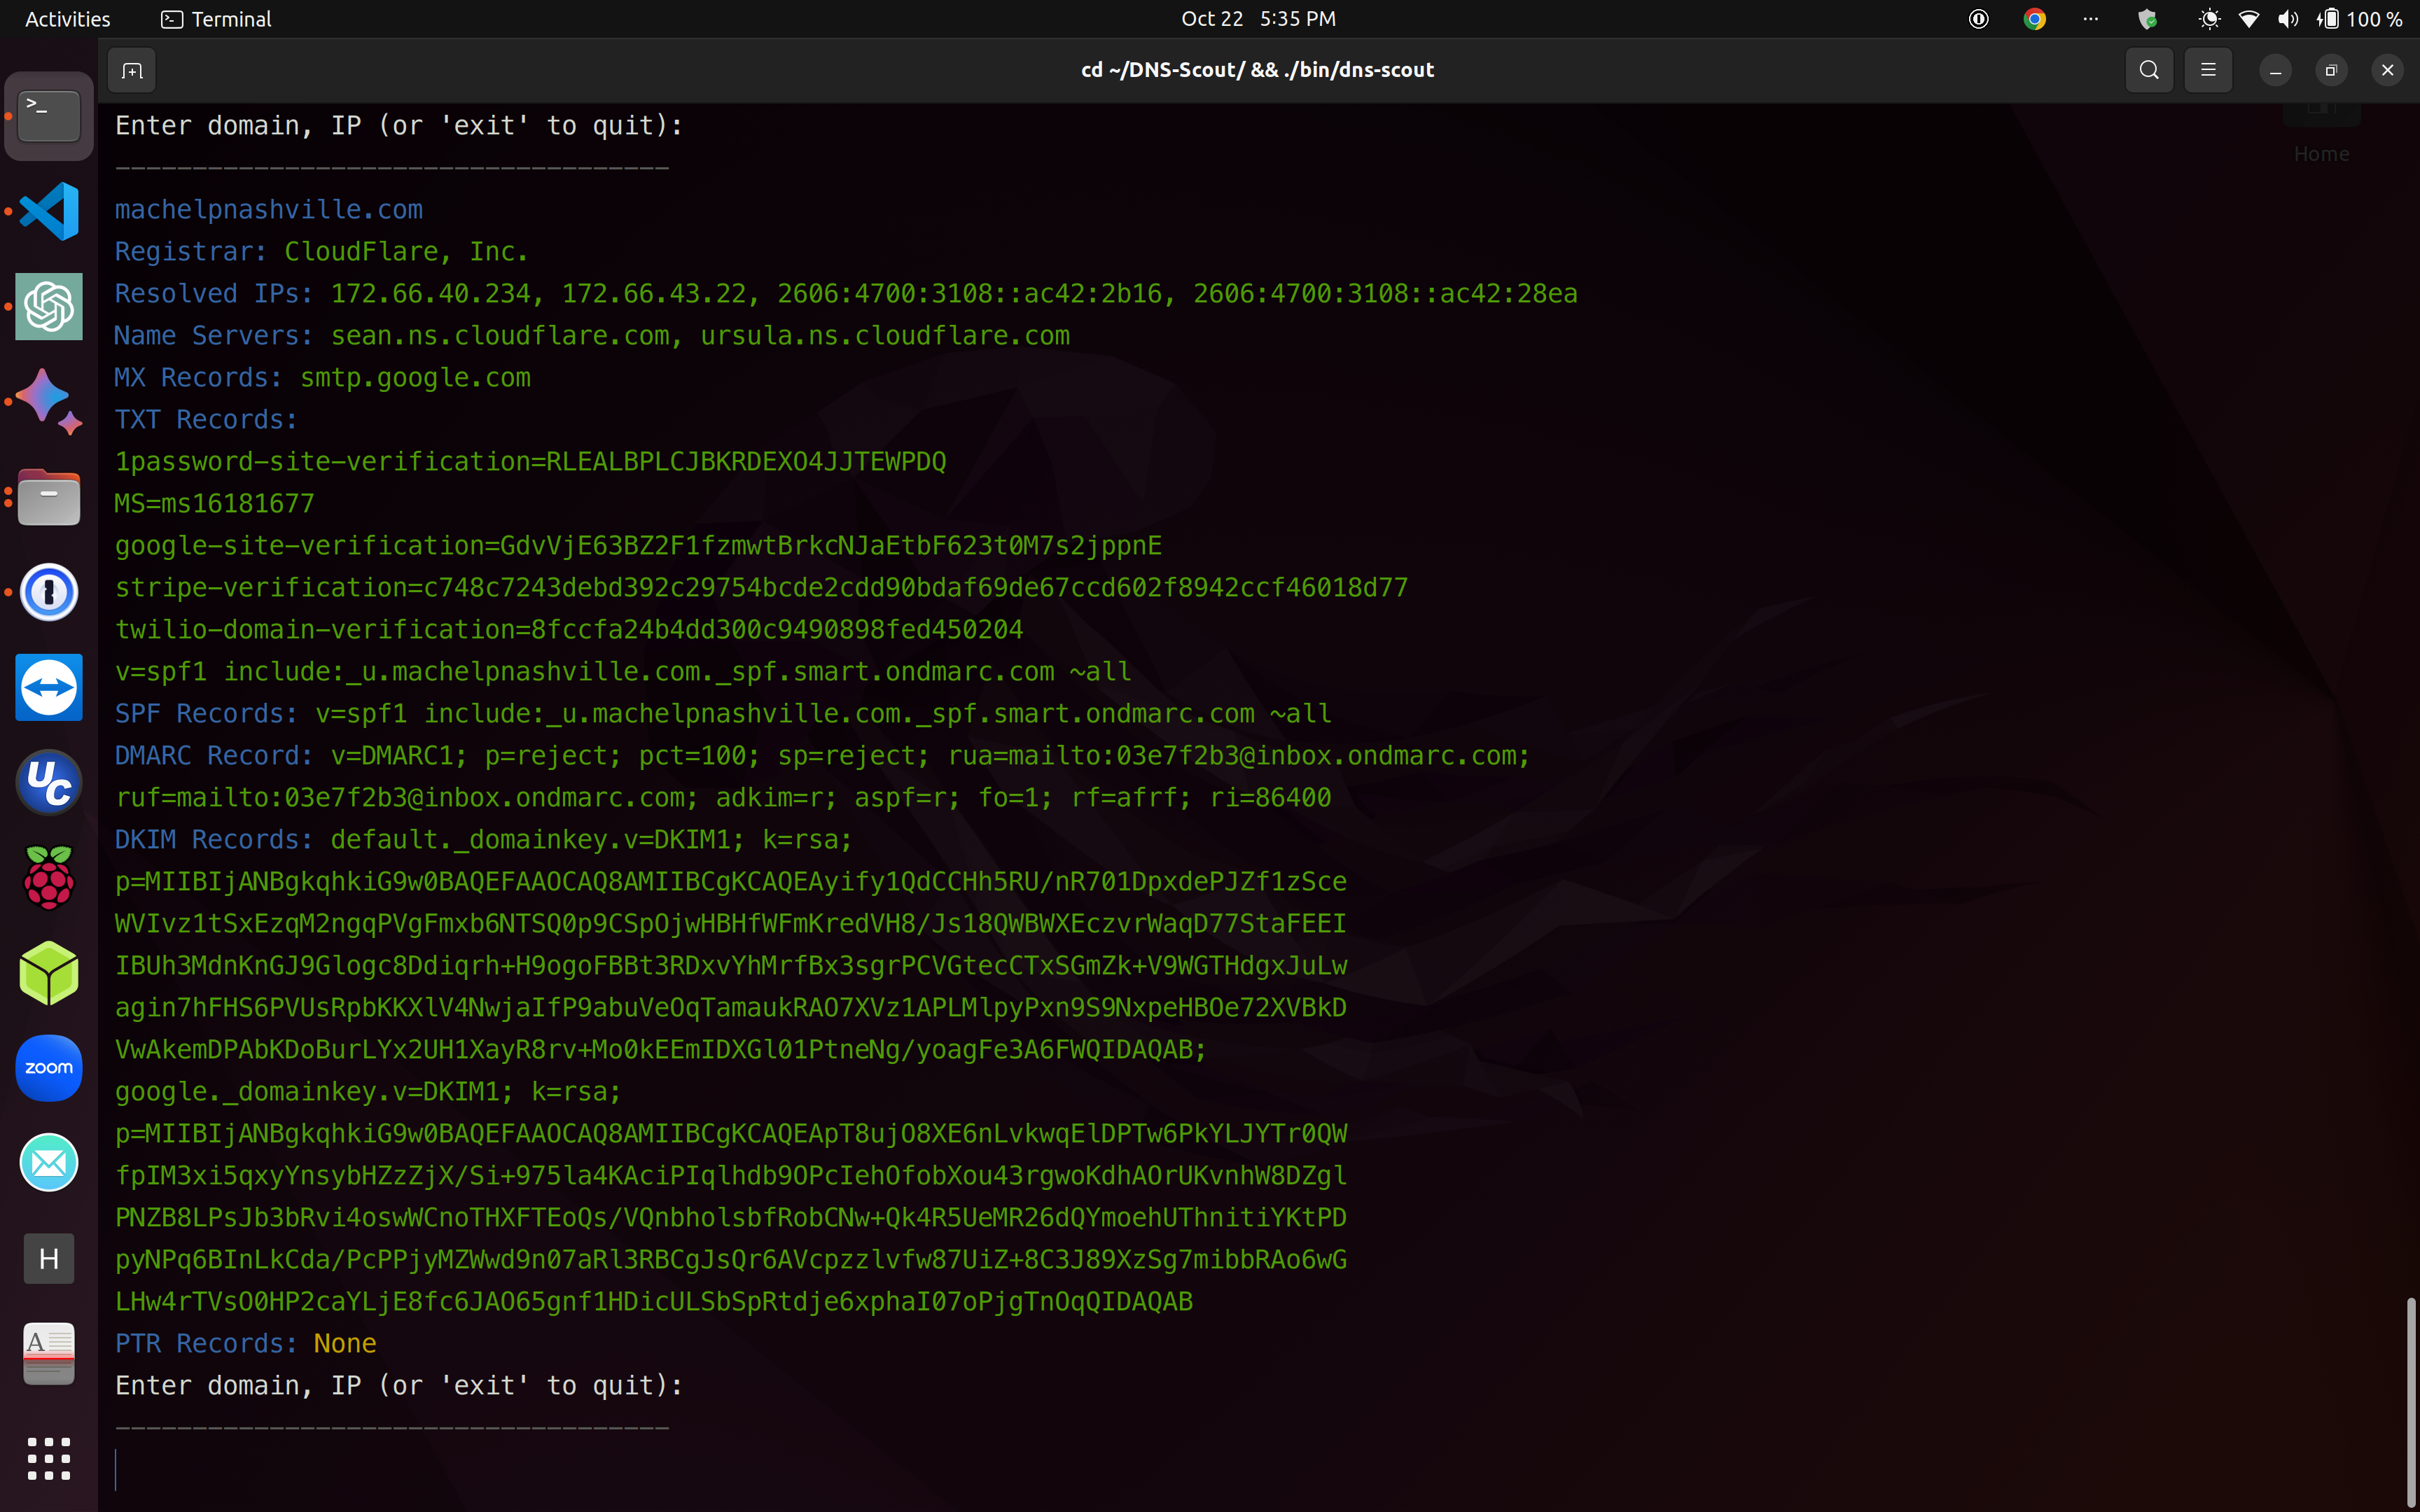 Activities Terminal Oct 22 5:35 PM 100 %
cd ~/DNS-Scout/ && ./bin/dns-scout
Home
Enter domain, IP (or 'exit' to quit):
------------------------------------
machelpnashville.com
Registrar: CloudFlare, Inc.
Resolved IPs: 172.66.40.234, 172.66.43.22, 2606:4700:3108::ac42:2b16, 2606:4700:3108::ac42:28ea
Name Servers: sean.ns.cloudflare.com, ursula.ns.cloudflare.com
MX Records: smtp.google.com
TXT Records:
1password-site-verification=RLEALBPLCJBKRDEXO4JJTEWPDQ
MS=ms16181677
google-site-verification=GdvVjE63BZ2F1fzmwtBrkcNJaEtbF623t0M7s2jppnE
stripe-verification=c748c7243debd392c29754bcde2cdd90bdaf69de67ccd602f8942ccf46018d77
twilio-domain-verification=8fccfa24b4dd300c9490898fed450204
v=spf1 include:_u.machelpnashville.com._spf.smart.ondmarc.com ~all
SPF Records: v=spf1 include:_u.machelpnashville.com._spf.smart.ondmarc.com ~all
DMARC Record: v=DMARC1; p=reject; pct=100; sp=reject; rua=mailto:03e7f2b3@inbox.ondmarc.com;
ruf=mailto:03e7f2b3@inbox.ondmarc.com; adkim=r; aspf=r; fo=1; rf=afrf; ri=86400
DKIM Records: default._domainkey.v=DKIM1; k=rsa;
p=MIIBIjANBgkqhkiG9w0BAQEFAAOCAQ8AMIIBCgKCAQEAyify1QdCCHh5RU/nR701DpxdePJZf1zSce
WVIvz1tSxEzqM2ngqPVgFmxb6NTSQ0p9CSpOjwHBHfWFmKredVH8/Js18QWBWXEczvrWaqD77StaFEEI
IBUh3MdnKnGJ9Glogc8Ddiqrh+H9ogoFBBt3RDxvYhMrfBx3sgrPCVGtecCTxSGmZk+V9WGTHdgxJuLw
agin7hFHS6PVUsRpbKKXlV4NwjaIfP9abuVeOqTamaukRAO7XVz1APLMlpyPxn9S9NxpeHBOe72XVBkD
VwAkemDPAbKDoBurLYx2UH1XayR8rv+Mo0kEEmIDXGl01PtneNg/yoagFe3A6FWQIDAQAB;
google._domainkey.v=DKIM1; k=rsa;
p=MIIBIjANBgkqhkiG9w0BAQEFAAOCAQ8AMIIBCgKCAQEApT8ujO8XE6nLvkwqElDPTw6PkYLJYTr0QW
fpIM3xi5qxyYnsybHZzZjX/Si+975la4KAciPIqlhdb9OPcIehOfobXou43rgwoKdhAOrUKvnhW8DZgl
PNZB8LPsJb3bRvi4oswWCnoTHXFTEoQs/VQnbholsbfRobCNw+Qk4R5UeMR26dQYmoehUThnitiYKtPD
pyNPq6BInLkCda/PcPPjyMZWWwd9n07aRl3RBCgJsQr6AVcpzzlvfw87UiZ+8C3J89XzSg7mibbRAo6wG
LHw4rTVsO0HP2caYLjE8fc6JAO65gnf1HDicULSbSpRtdje6xphaI07oPjgTnOqQIDAQAB
PTR Records: None
Enter domain, IP (or 'exit' to quit):
------------------------------------
UC
zoom
H
A